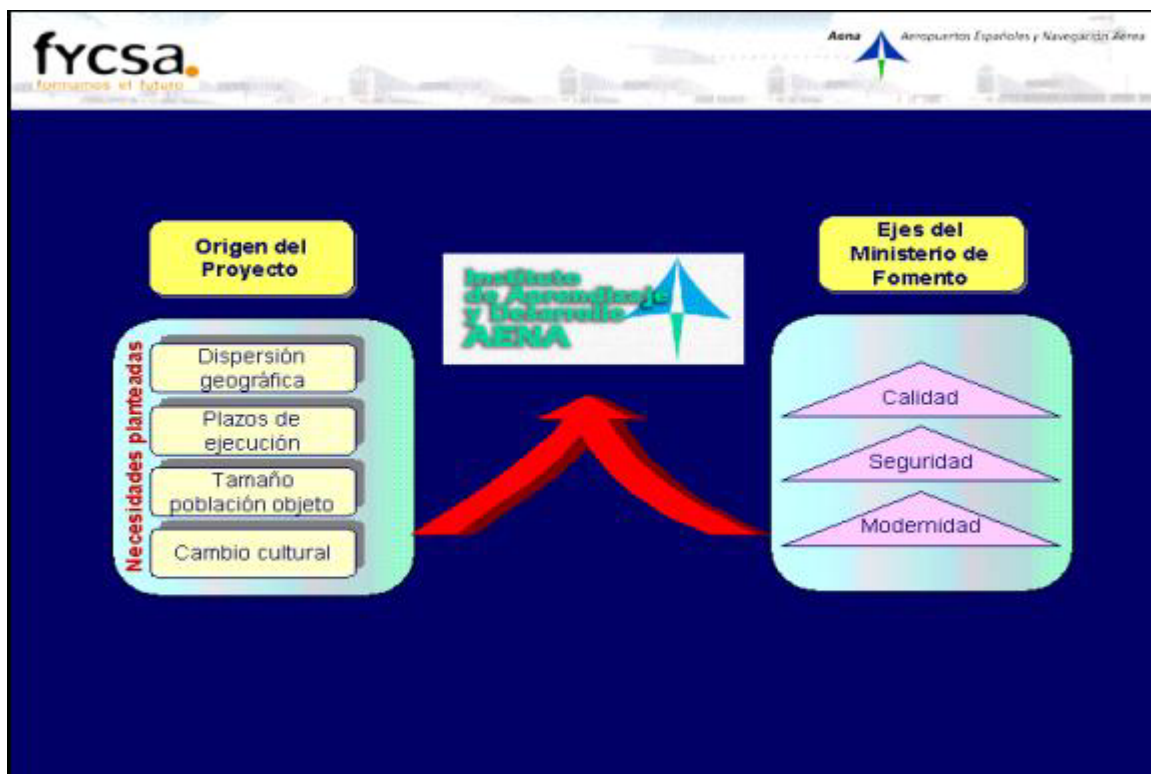 fycsa.
formamos el futuro
Aena
Aeropuertos Españoles y Navegación Aérea
Origen del
Proyecto
Necesidades planteadas
Dispersión
geográfica
Plazos de
ejecución
Tamaño
población objeto
Cambio cultural
Instituto
de Aprendizaje
y Desarrollo
AENA
Ejes del
Ministerio de
Fomento
Calidad
Seguridad
Modernidad